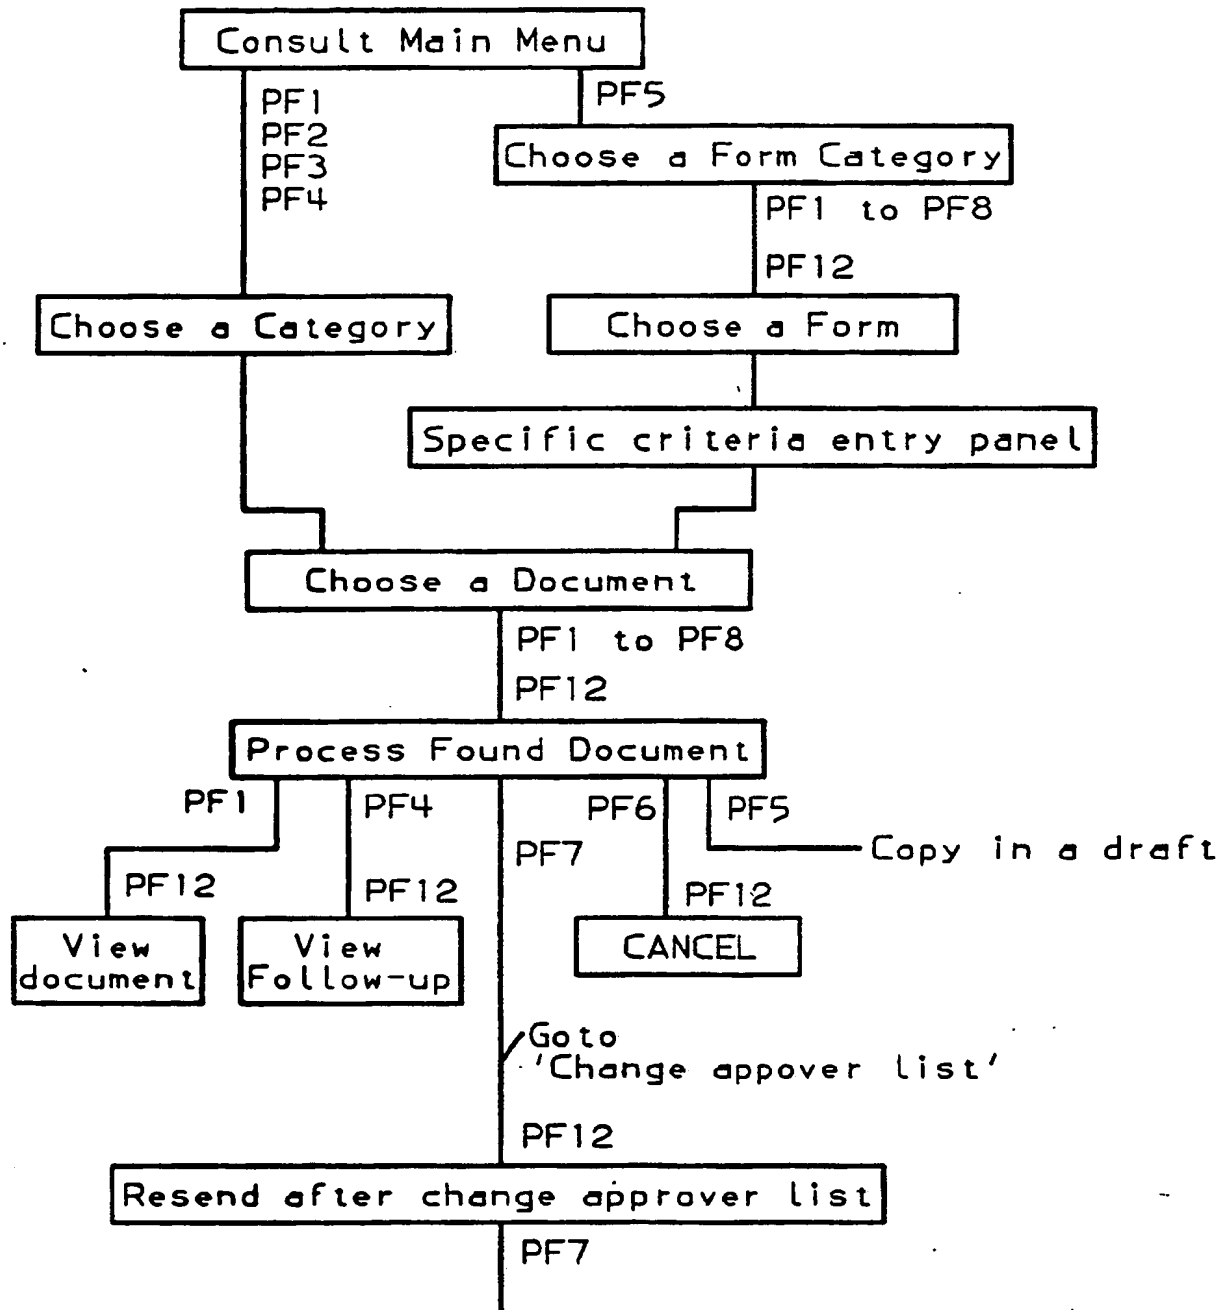 Consult Main Menu
PF1
PF2
PF3
PF4
PF5
Choose a Form Category
PF1 to PF8
PF12
Choose a Category
Choose a Form
Specific criteria entry panel
Choose a Document
PF1 to PF8
PF12
Process Found Document
PF1
PF4
PF7
PF6
PF5
Copy in a draft
PF12
PF12
PF12
View
document
View
Follow-up
CANCEL
Goto
'Change appover list'
PF12
Resend after change approver list
PF7